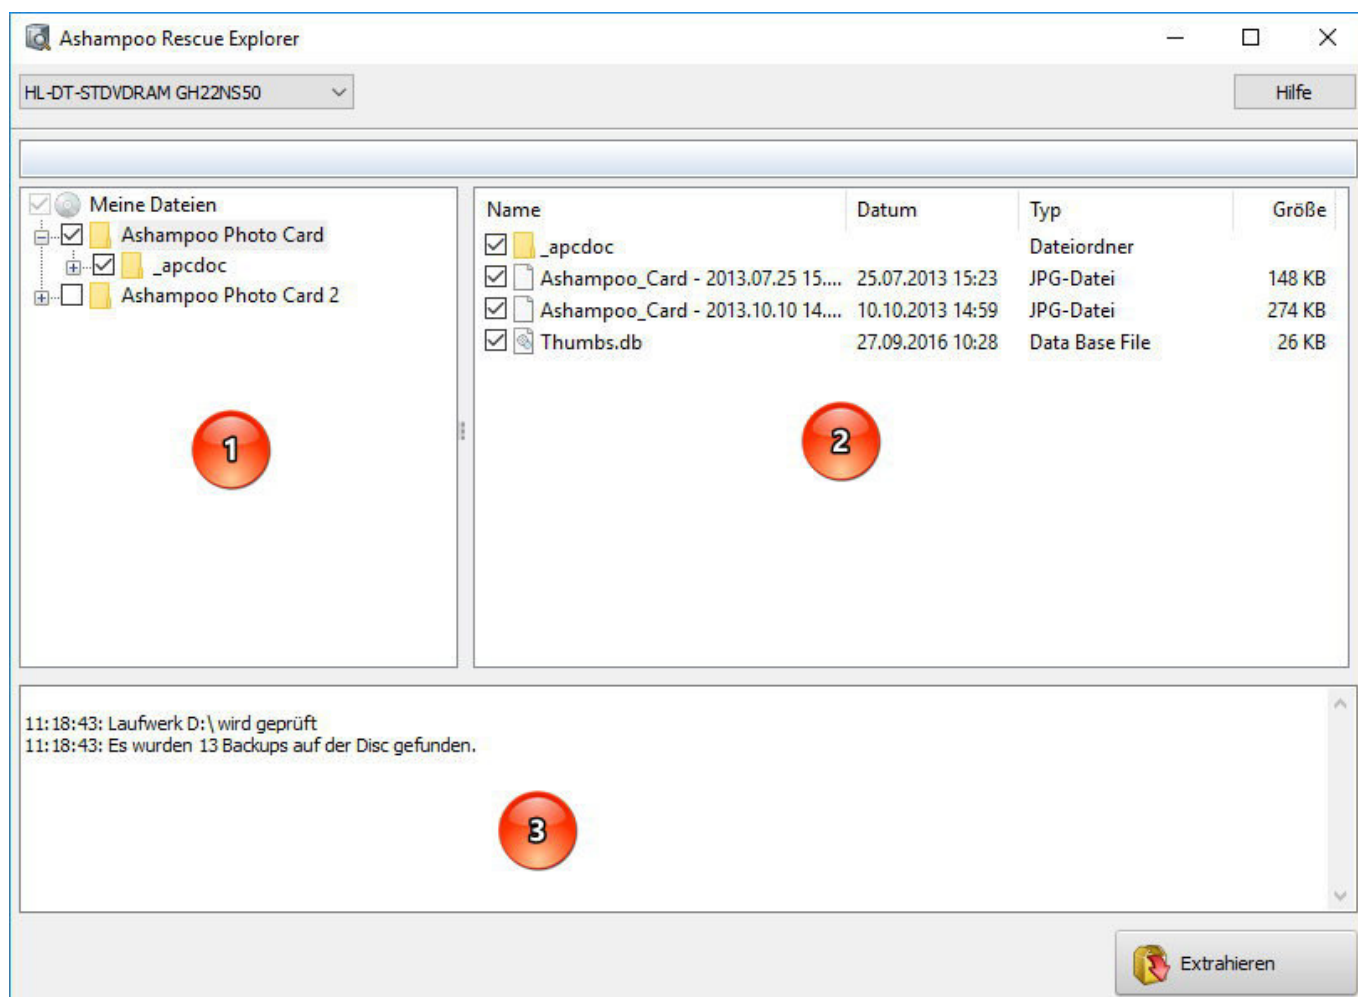 Ashampoo Rescue Explorer
HL-DT-STDVDRAM GH22NS50
Hilfe
Meine Dateien
Ashampoo Photo Card
_apcdoc
Ashampoo Photo Card 2
1
Name Datum Typ Größe
_apcdoc Dateiordner
Ashampoo_Card - 2013.07.25 15.... 25.07.2013 15:23 JPG-Datei 148 KB
Ashampoo_Card - 2013.10.10 14.... 10.10.2013 14:59 JPG-Datei 274 KB
Thumbs.db 27.09.2016 10:28 Data Base File 26 KB
2
11:18:43: Laufwerk D:\ wird geprüft
11:18:43: Es wurden 13 Backups auf der Disc gefunden.
3
Extrahieren